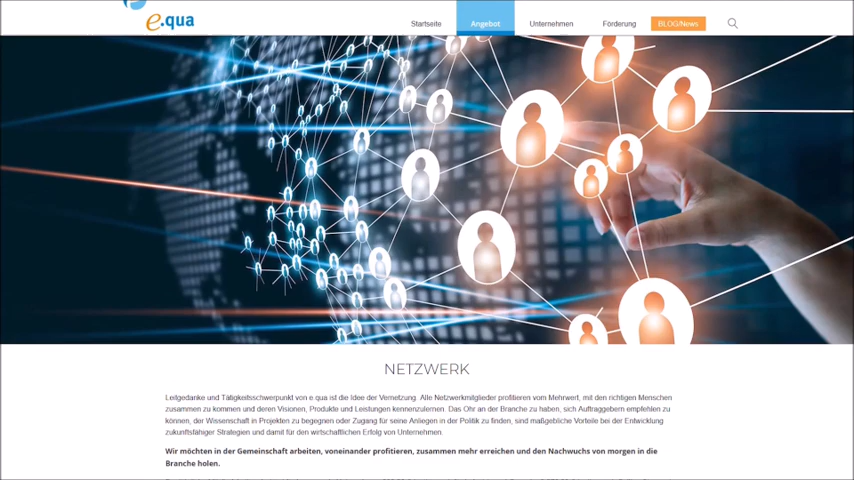 e.qua
Startseite
Angebot
Unternehmen
Förderung
BLOG/News
NETZWERK
Leitgedanke und Tätigkeitsschwerpunkt von e.qua ist die Idee der Vernetzung. Alle Netzwerkmitglieder profitieren vom Mehrwert, mit den richtigen Menschen
zusammen zu kommen und deren Visionen, Produkte und Leistungen kennenzulernen. Das Ohr an der Branche zu haben, sich Auftraggebern empfehlen zu
können, der Wissenschaft in Projekten zu begegnen oder Zugang für seine Anliegen in der Politik zu finden, sind maßgebliche Vorteile bei der Entwicklung
zukunftsfähiger Strategien und damit für den wirtschaftlichen Erfolg von Unternehmen.
Wir möchten in der Gemeinschaft arbeiten, voneinander profitieren, zusammen mehr erreichen und den Nachwuchs von morgen in die
Branche holen.